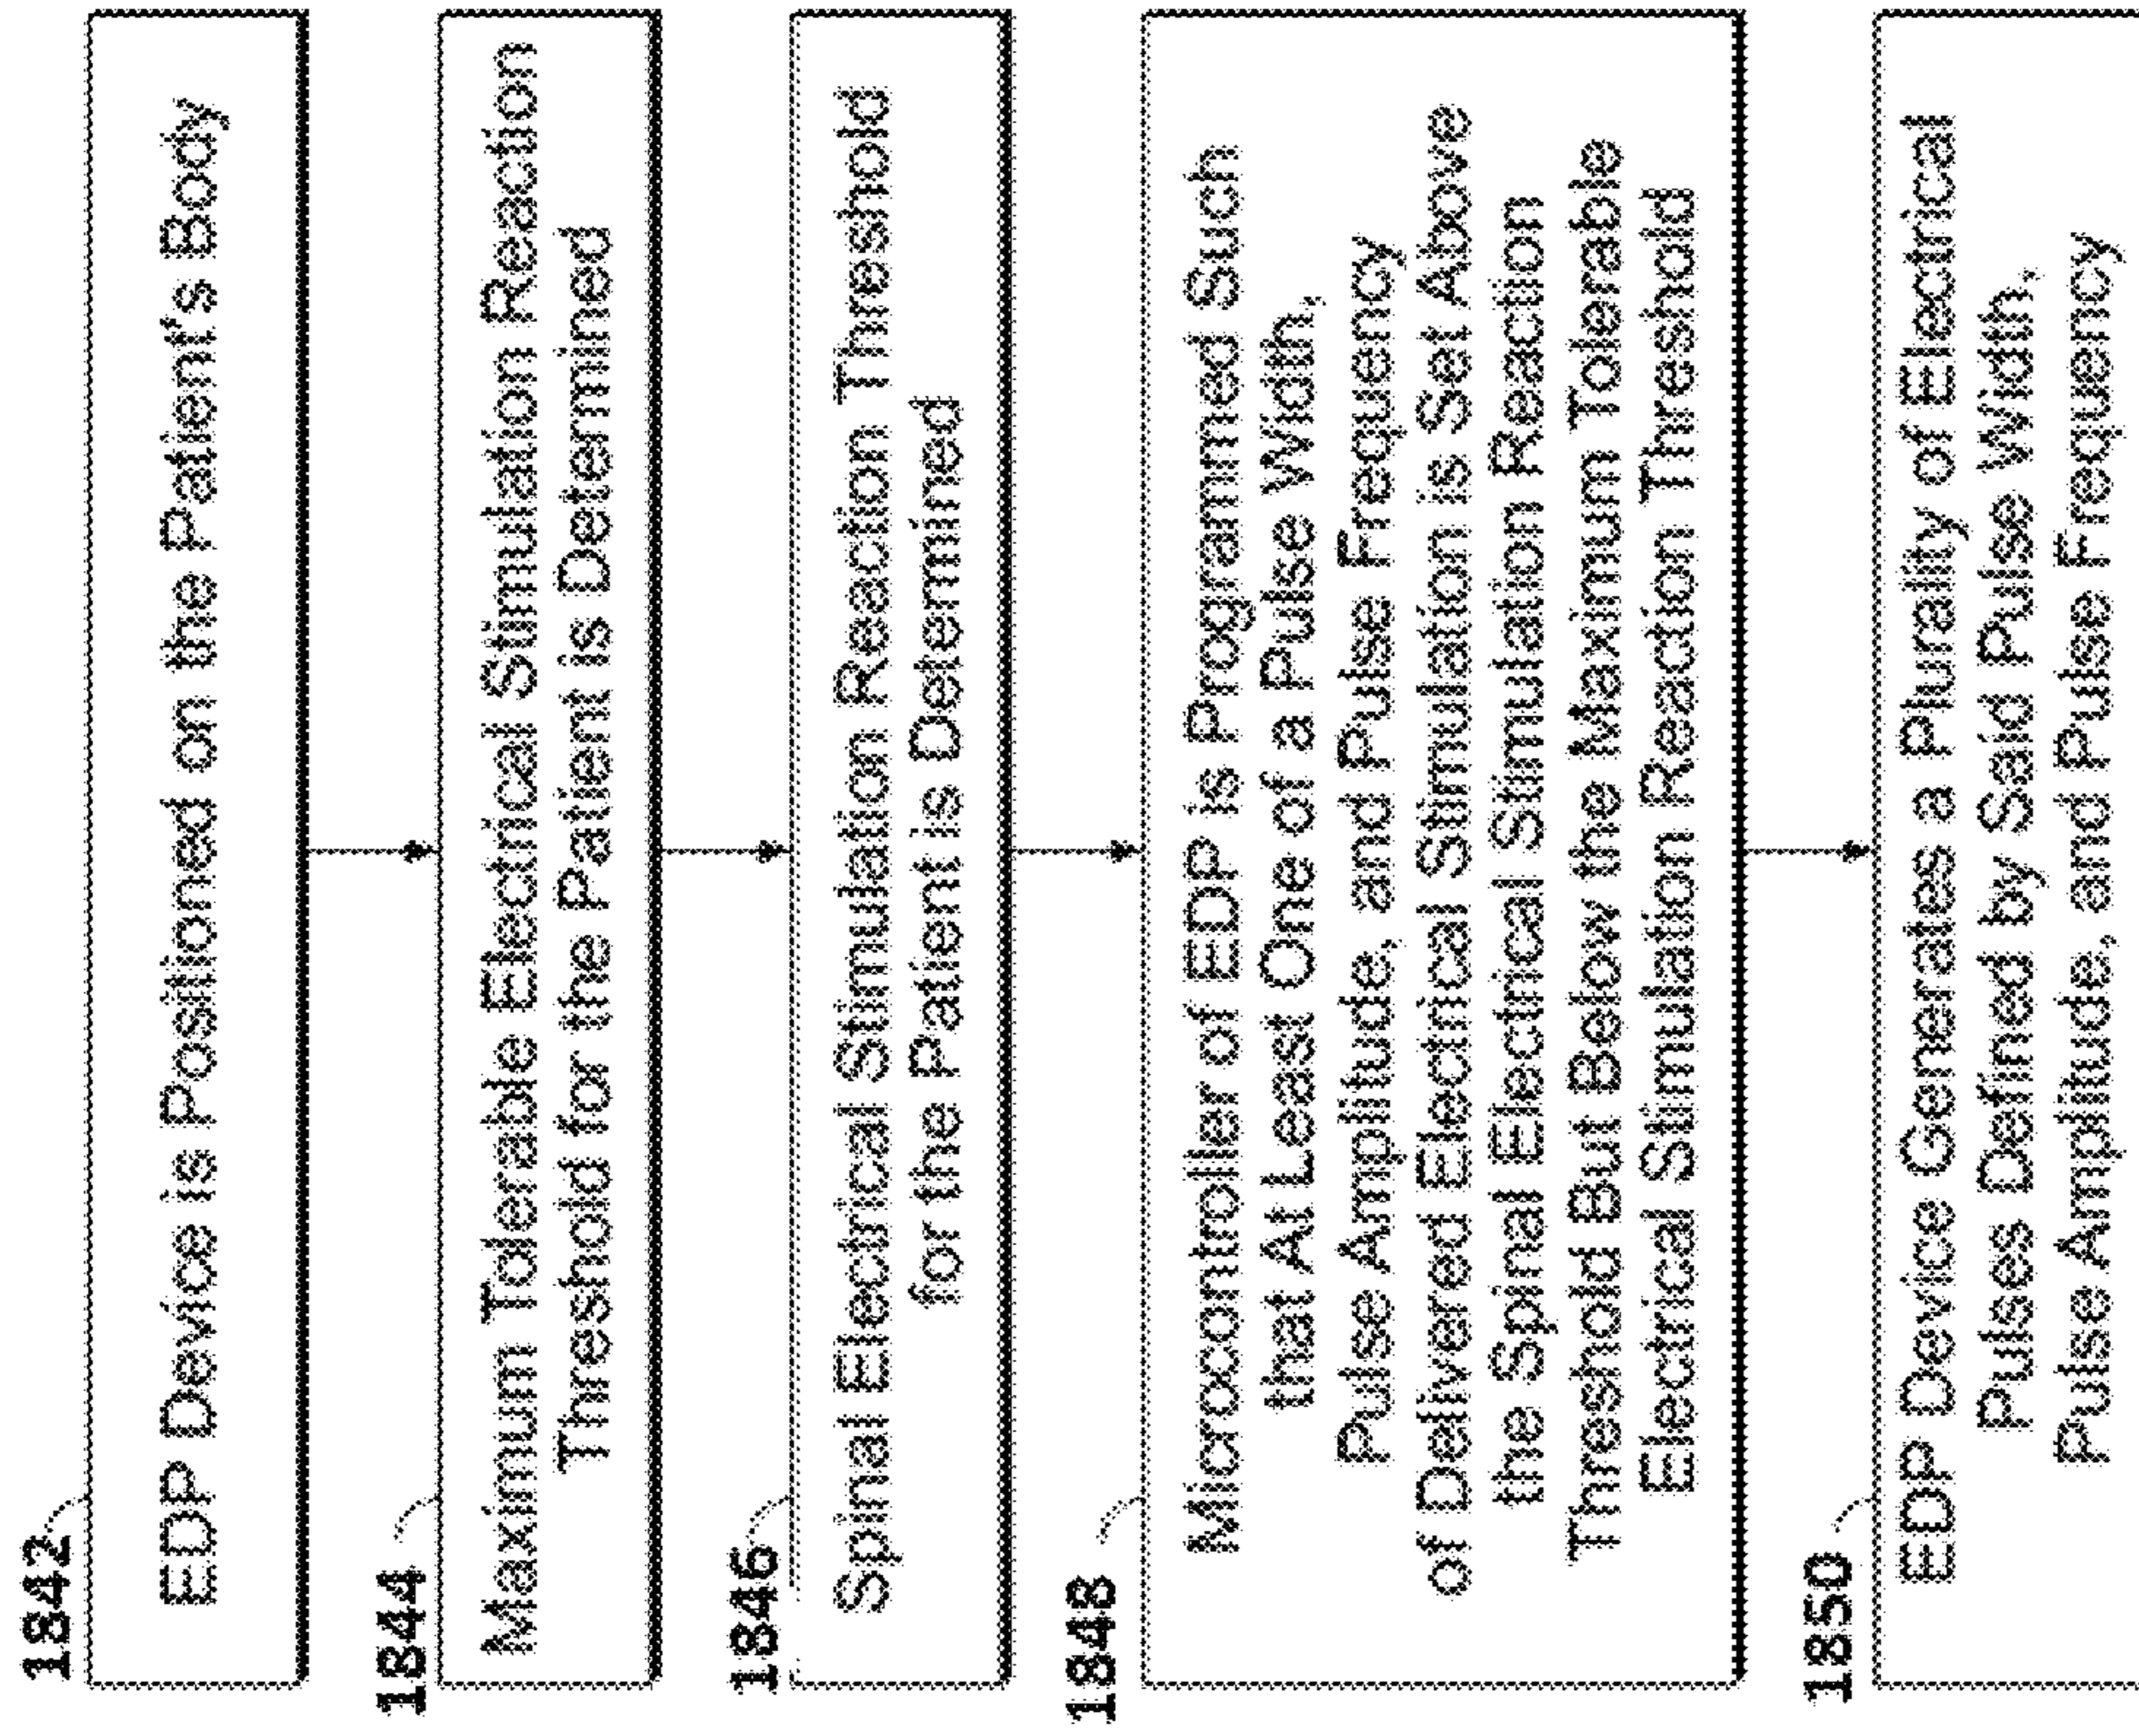 1842
EDP Device is Positioned on the Patient's Body
1844
Maximum Tolerable Electrical Stimulation Reaction
Threshold for the Patient is Determined
1846
Spinal Electrical Stimulation Reaction Threshold
for the Patient is Determined
1848
Microcontroller of EDP is Programmed Such
that At Least One of a Pulse Width,
Pulse Amplitude, and Pulse Frequency
of Delivered Electrical Stimulation is Set Above
the Spinal Electrical Stimulation Reaction
Threshold But Below the Maximum Tolerable
Electrical Stimulation Reaction Threshold
1850
EDP Device Generates a Plurality of Electrical
Pulses Defined by Said Pulse Width,
Pulse Amplitude, and Pulse Frequency